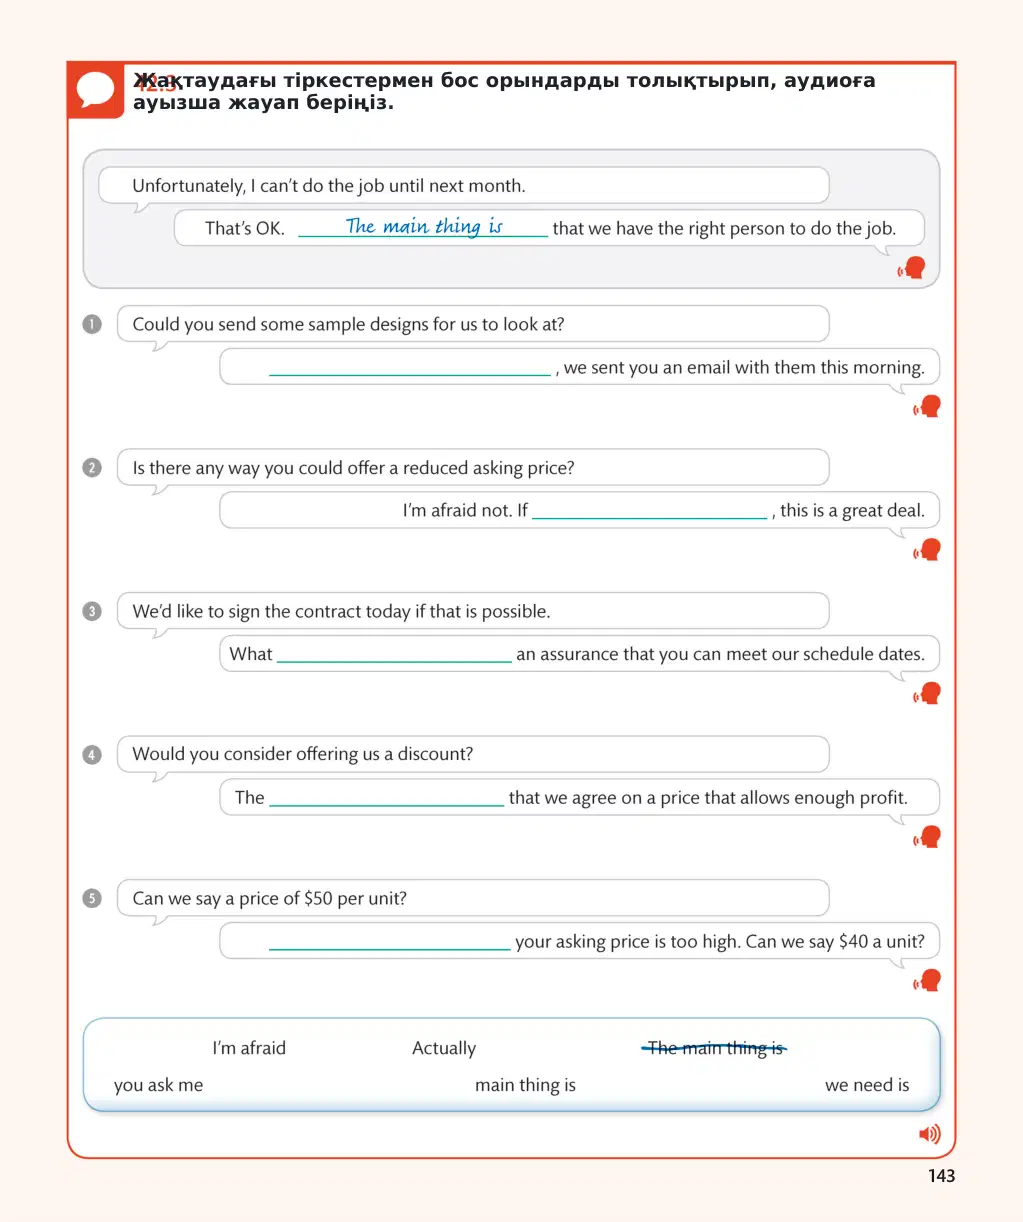 Жақтаудағы тіркестермен бос орындарды толықтырып, аудиоға
ауызша жауап беріңіз.
Unfortunately, I can't do the job until next month.
That's OK. The main thing is that we have the right person to do the job.
1 Could you send some sample designs for us to look at?
, we sent you an email with them this morning.
2 Is there any way you could offer a reduced asking price?
I'm afraid not. If , this is a great deal.
3 We'd like to sign the contract today if that is possible.
What an assurance that you can meet our schedule dates.
4 Would you consider offering us a discount?
The that we agree on a price that allows enough profit.
5 Can we say a price of $50 per unit?
your asking price is too high. Can we say $40 a unit?
I'm afraid Actually The main thing is
you ask me main thing is we need is
143